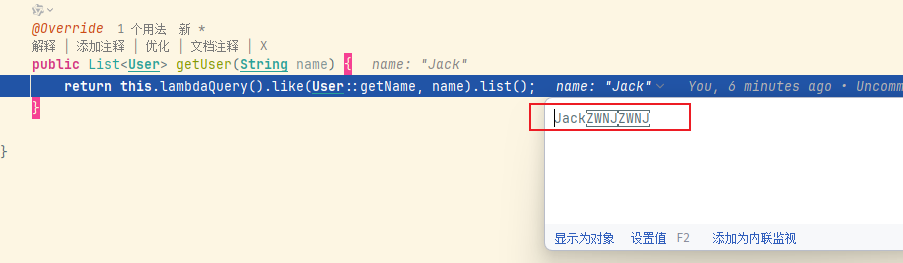 @Override 1 个用法 新 *
解释 | 添加注释 | 优化 | 文档注释 | X
public List<User> getUser(String name) { name: "Jack"
return this.lambdaQuery().like(User::getName, name).list(); name: "Jack" You, 6 minutes ago • Uncomm
JackZWNJZWNJ
}
}
显示为对象 设置值 F2 添加为内联监视